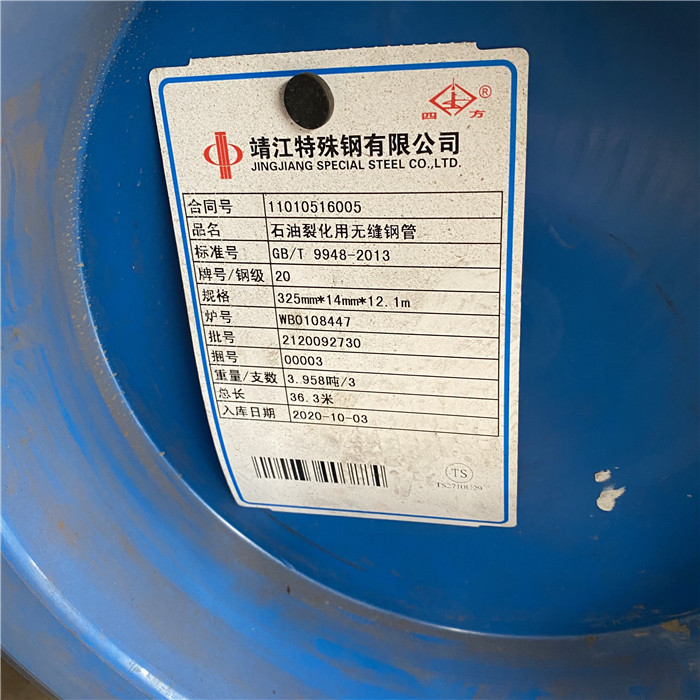 四方®
靖江特殊钢有限公司
JINGJIANG SPECIAL STEEL CO.,LTD.
合同号 11010516005
品名 石油裂化用无缝钢管
标准号 GB/T 9948-2013
牌号/钢级 20
规格 325mm*14mm*12.1m
炉号 WB0108447
批号 2120092730
捆号 00003
重量/支数 3.958吨/3
总长 36.3米
入库日期 2020-10-03
TS